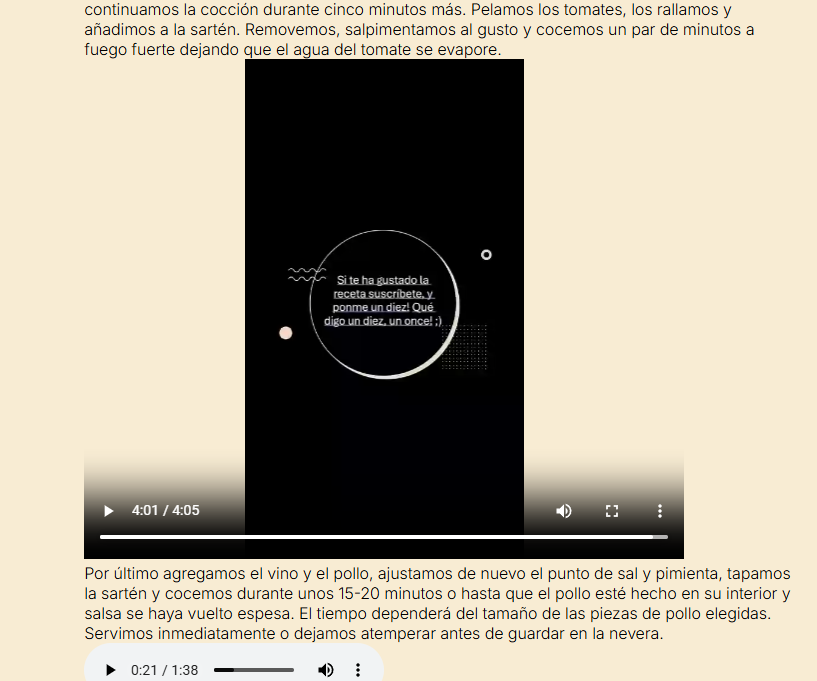 continuamos la cocción durante cinco minutos más. Pelamos los tomates, los rallamos y
añadimos a la sartén. Removemos, salpimentamos al gusto y cocemos un par de minutos a
fuego fuerte dejando que el agua del tomate se evapore.
Si te ha gustado la
receta suscríbete, y
ponme un diez! Qué
digo un diez, un once! ;)
4:01 / 4:05
Por último agregamos el vino y el pollo, ajustamos de nuevo el punto de sal y pimienta, tapamos
la sartén y cocemos durante unos 15-20 minutos o hasta que el pollo esté hecho en su interior y
salsa se haya vuelto espesa. El tiempo dependerá del tamaño de las piezas de pollo elegidas.
Servimos inmediatamente o dejamos atemperar antes de guardar en la nevera.
0:21 / 1:38